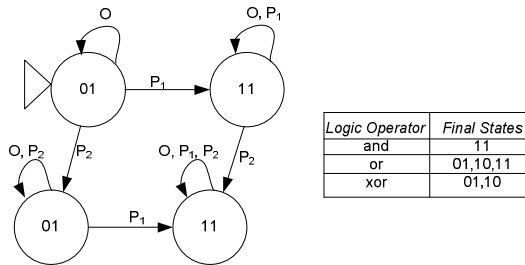 O
O, P1
01
P1
11
P2
P2
O, P2
O, P1, P2
01
P1
11
Logic Operator Final States
and 11
or 01,10,11
xor 01,10